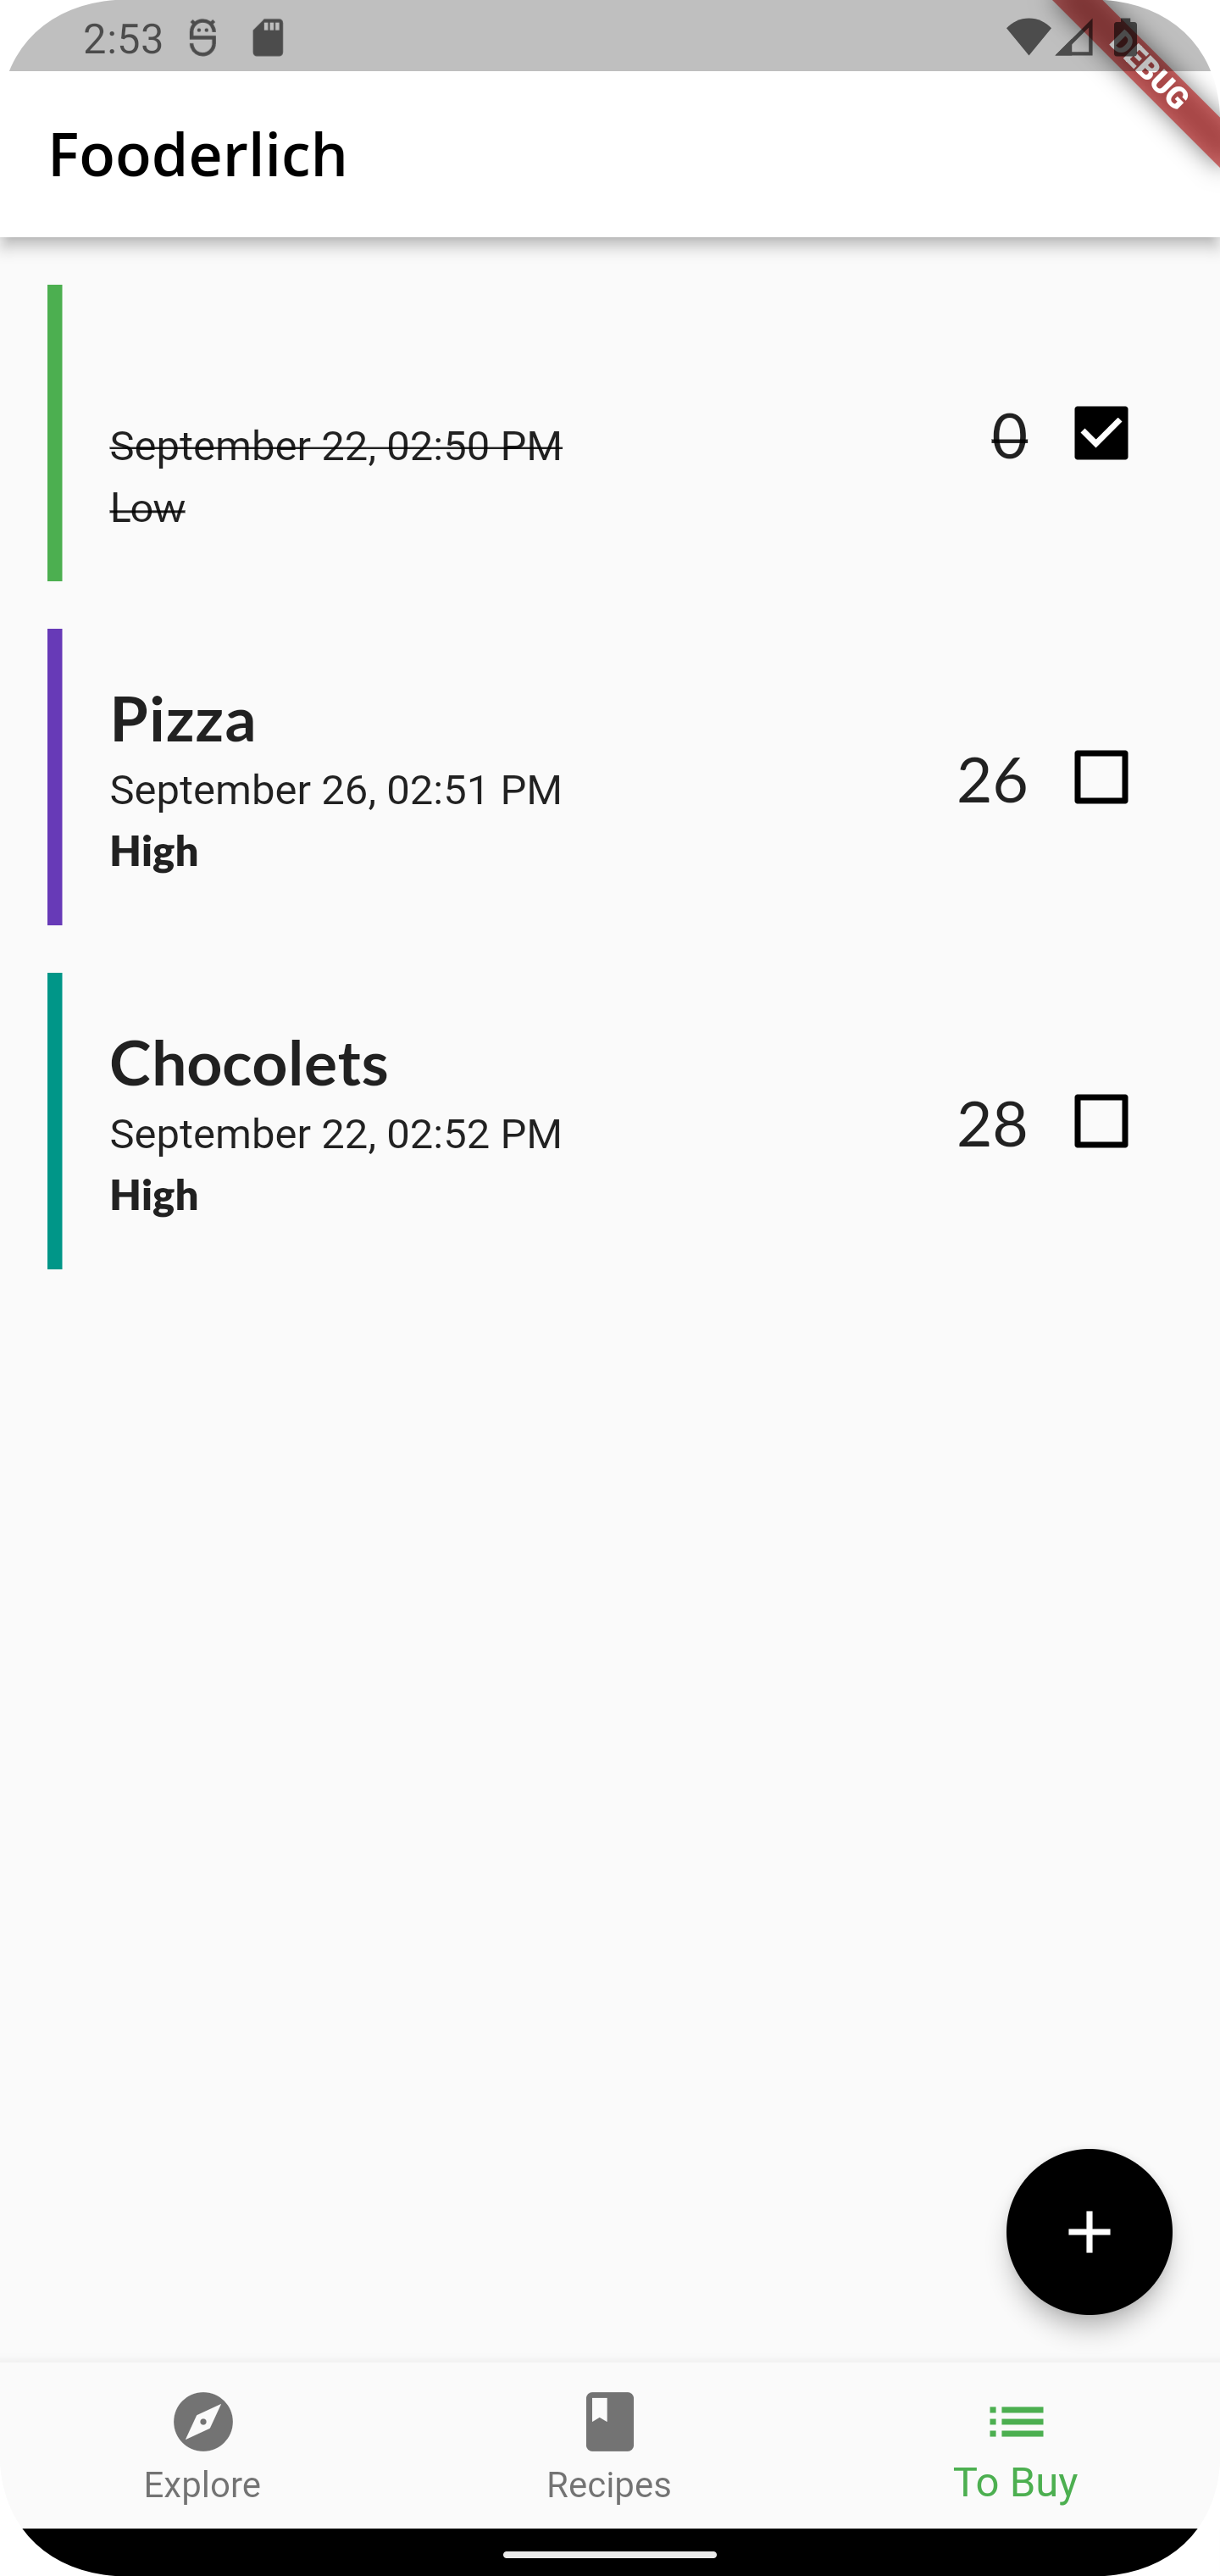 2:53
DEBUG
Fooderlich
September 22, 02:50 PM
0
Low
Pizza
September 26, 02:51 PM
26
High
Chocolets
September 22, 02:52 PM
28
High
+
Explore
Recipes
To Buy